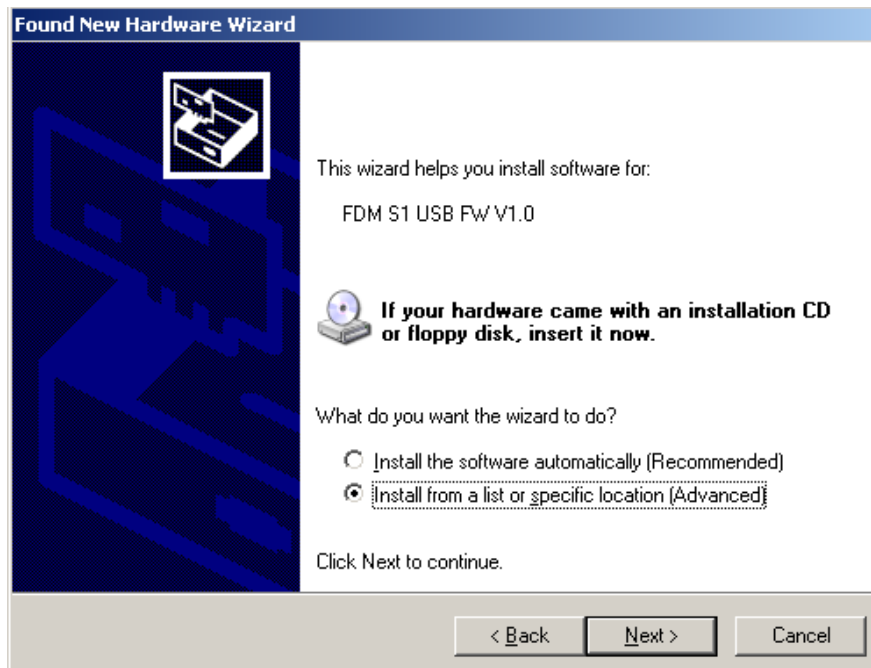 Found New Hardware Wizard
This wizard helps you install software for:
FDM S1 USB FW V1.0
If your hardware came with an installation CD
or floppy disk, insert it now.
What do you want the wizard to do?
Install the software automatically (Recommended)
Install from a list or specific location (Advanced)
Click Next to continue.
< Back
Next >
Cancel